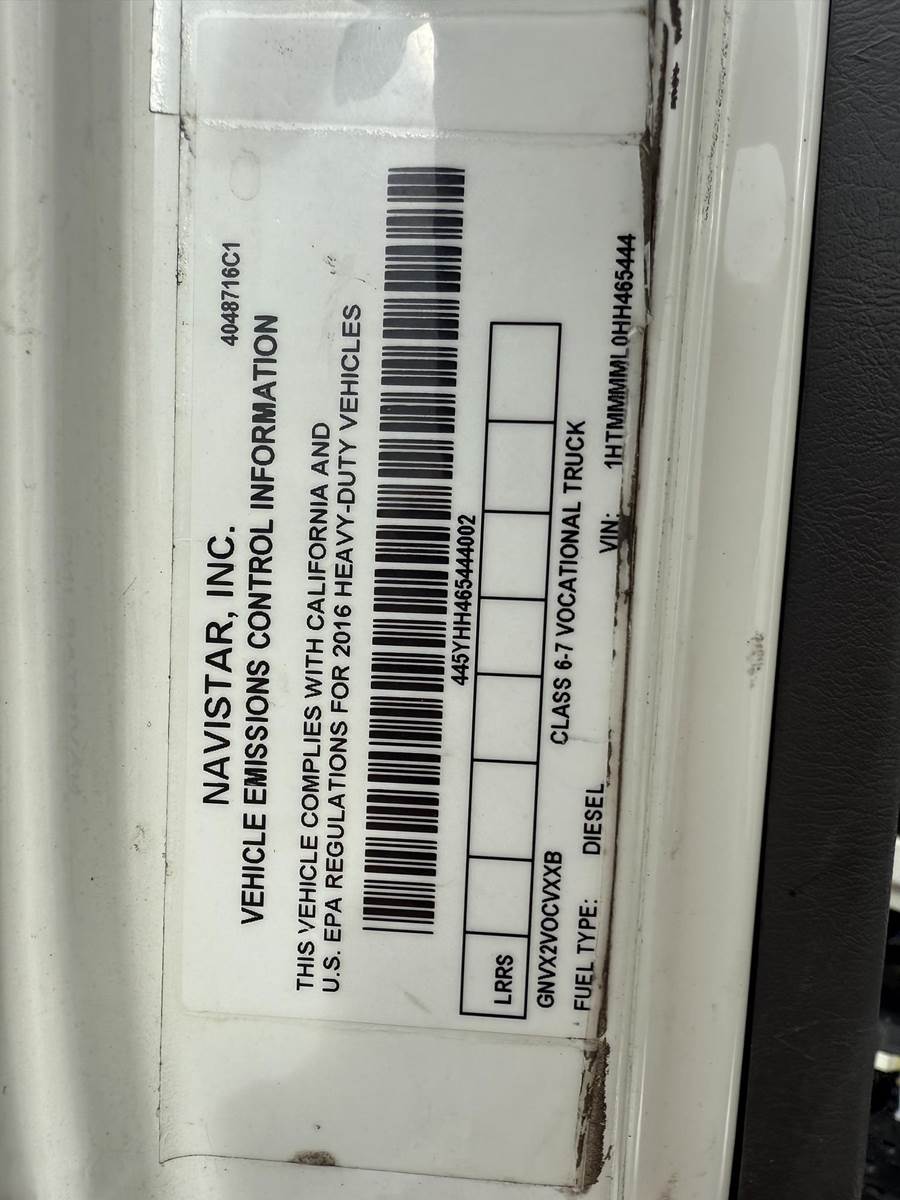 4048716C1
NAVISTAR, INC.
VEHICLE EMISSIONS CONTROL INFORMATION
THIS VEHICLE COMPLIES WITH CALIFORNIA AND
U.S. EPA REGULATIONS FOR 2016 HEAVY-DUTY VEHICLES
445YHH465444002
LRRS
GNVX2VOCVXXB CLASS 6-7 VOCATIONAL TRUCK
FUEL TYPE: DIESEL VIN: 1HTMMMML0HH465444